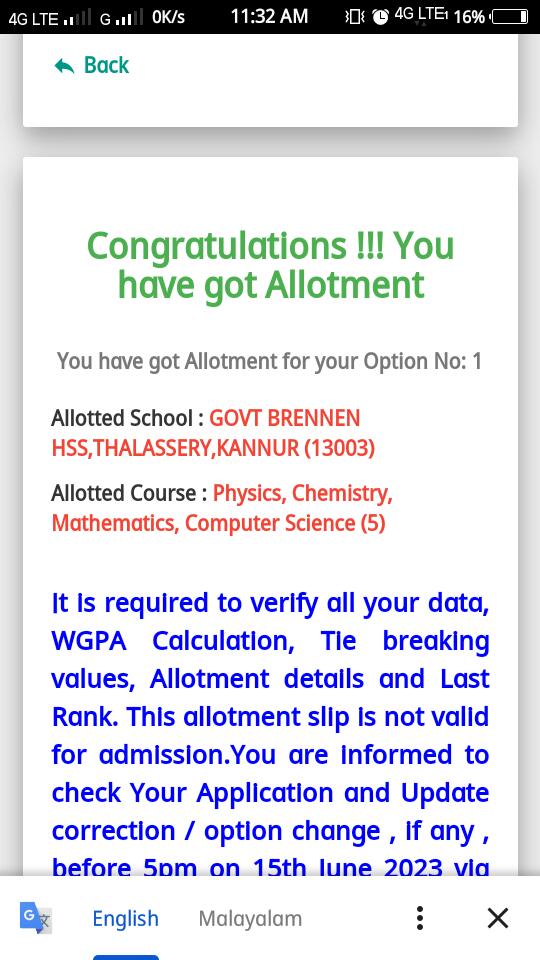 4G LTE G 0K/s 11:32 AM 4G LTE 16%
Back
Congratulations !!! You
have got Allotment
You have got Allotment for your Option No: 1
Allotted School : GOVT BRENNEN
HSS,THALASSERY,KANNUR (13003)
Allotted Course : Physics, Chemistry,
Mathematics, Computer Science (5)
It is required to verify all your data,
WGPA Calculation, Tie breaking
values, Allotment details and Last
Rank. This allotment slip is not valid
for admission.You are informed to
check Your Application and Update
correction / option change , if any ,
before 5pm on 15th June 2023 via
G 文 English Malayalam